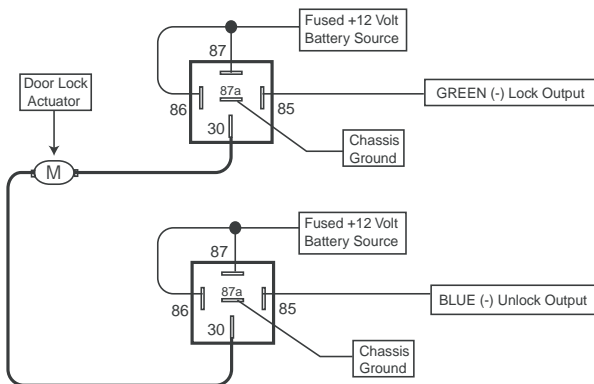 Fused +12 Volt
Battery Source
87
Door Lock
Actuator
87a
86
85
GREEN (-) Lock Output
30
Chassis
Ground
M
Fused +12 Volt
Battery Source
87
87a
86
85
BLUE (-) Unlock Output
30
Chassis
Ground